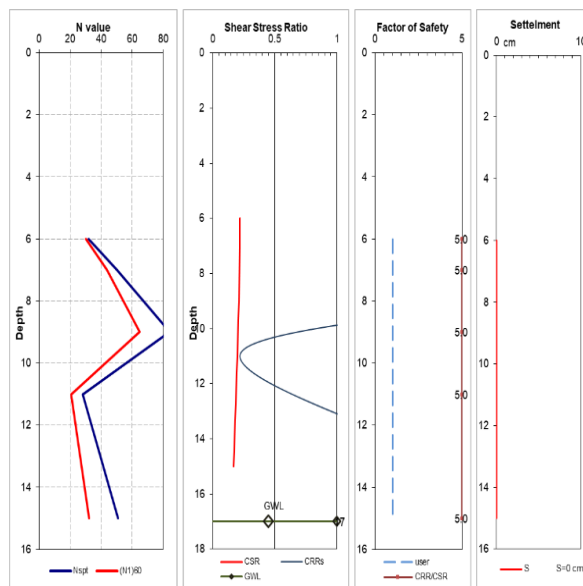 N value
0 20 40 60 80
0
2
4
6
8
10
12
14
16
Depth
Nspt (N1)60
Shear Stress Ratio
0 0.5 1
0
2
4
6
8
10
12
14
16
18
Depth
GWL
17
CSR CRRs
GWL
Factor of Safety
0 5
0
2
4
6
8
10
12
14
16
5.0
5.0
5.0
5.0
5.0
user
CRR/CSR
Settelment
0 cm 10
0
2
4
6
8
10
12
14
16
S S=0 cm